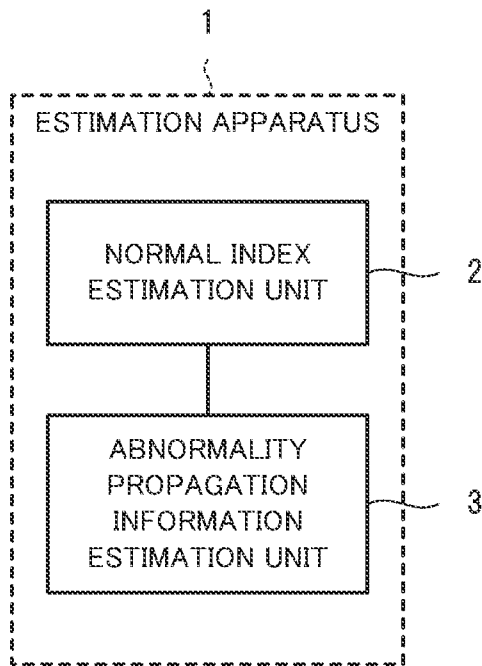 1
ESTIMATION APPARATUS
NORMAL INDEX
ESTIMATION UNIT
2
ABNORMALITY
PROPAGATION
INFORMATION
ESTIMATION UNIT
3